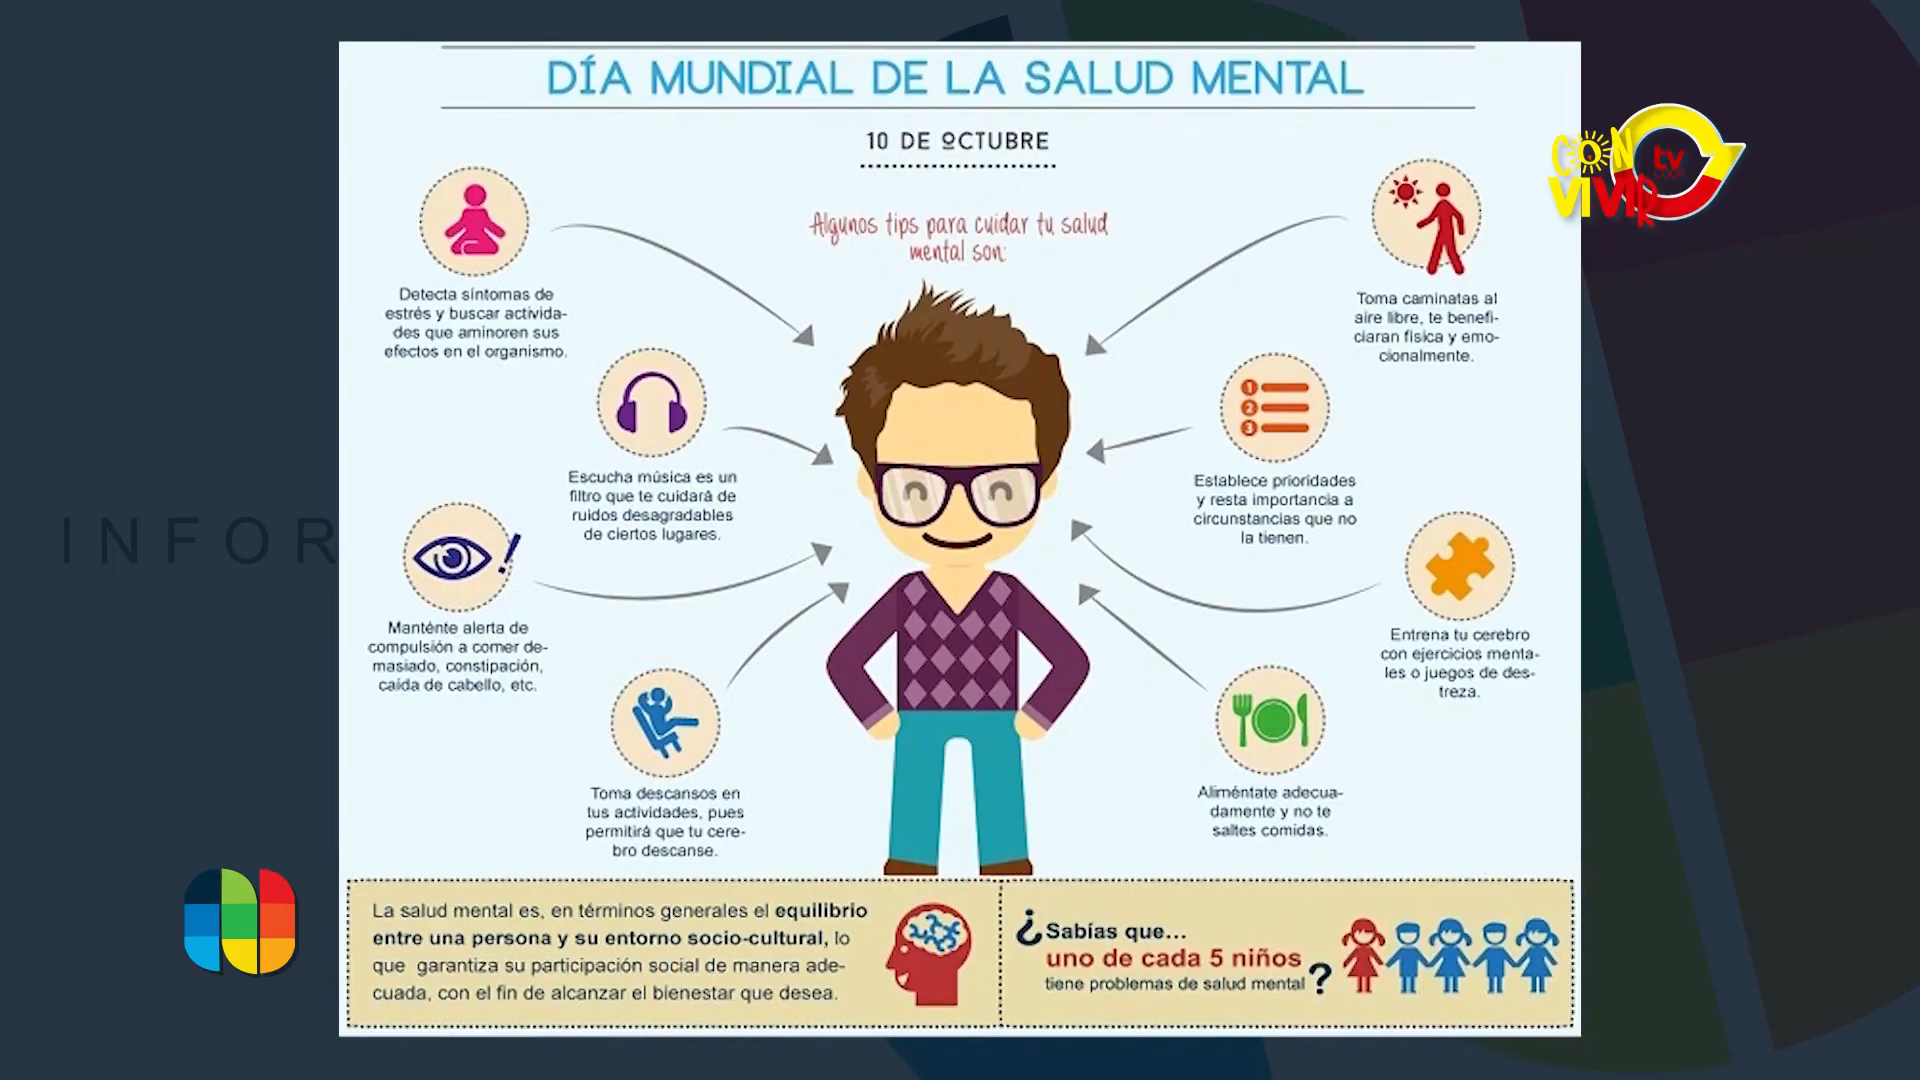 DÍA MUNDIAL DE LA SALUD MENTAL
10 DE OCTUBRE
Algunos tips para cuidar tu salud
mental son:
Detecta síntomas de
estrés y buscar activida-
des que aminoren sus
efectos en el organismo.
Escucha música es un
filtro que te cuidará de
ruidos desagradables
de ciertos lugares.
Manténte alerta de
compulsión a comer de-
masiado, constipación,
caída de cabello, etc.
Toma descansos en
tus actividades, pues
permitirá que tu cere-
bro descanse.
Toma caminatas al
aire libre, te benefi-
ciaran física y emo-
cionalmente.
1
2
3
Establece prioridades
y resta importancia a
circunstancias que no
la tienen.
Entrena tu cerebro
con ejercicios menta-
les o juegos de des-
treza.
Aliméntate adecua-
damente y no te
saltes comidas.
La salud mental es, en términos generales el equilibrio
entre una persona y su entorno socio-cultural, lo
que garantiza su participación social de manera ade-
cuada, con el fin de alcanzar el bienestar que desea.
¿Sabías que...
uno de cada 5 niños
tiene problemas de salud mental?
CON
VIVIR
tv
INFOR